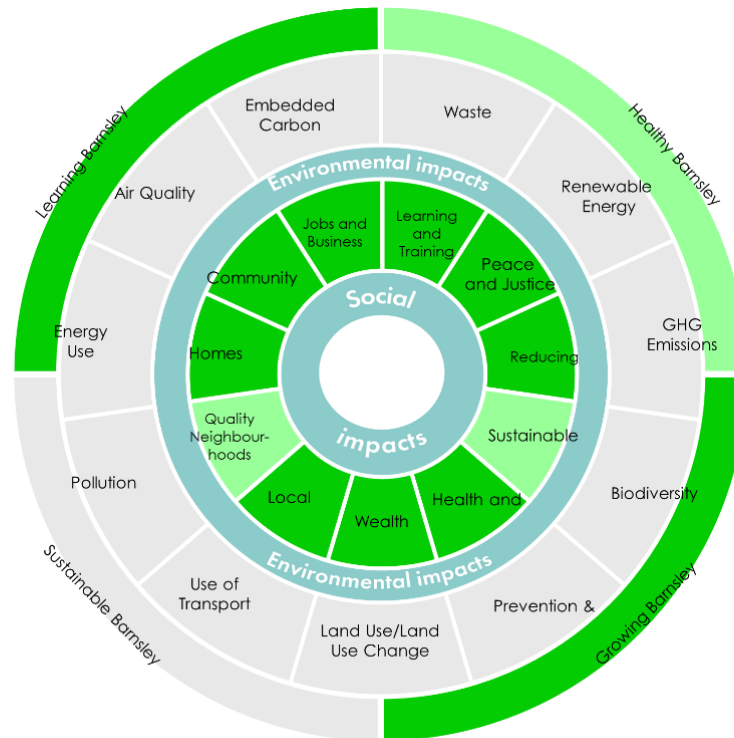 Learning Barnsley
Healthy Barnsley
Growing Barnsley
Sustainable Barnsley
Embedded
Carbon
Waste
Renewable
Energy
GHG
Emissions
Biodiversity
Prevention &
Land Use/Land
Use Change
Use of
Transport
Pollution
Energy
Use
Air Quality
Environmental impacts
Jobs and
Business
Learning
and
Training
Peace
and Justice
Reducing
Sustainable
Health and
Wealth
Local
Quality
Neighbour-
hoods
Homes
Community
Social
impacts
Environmental impacts